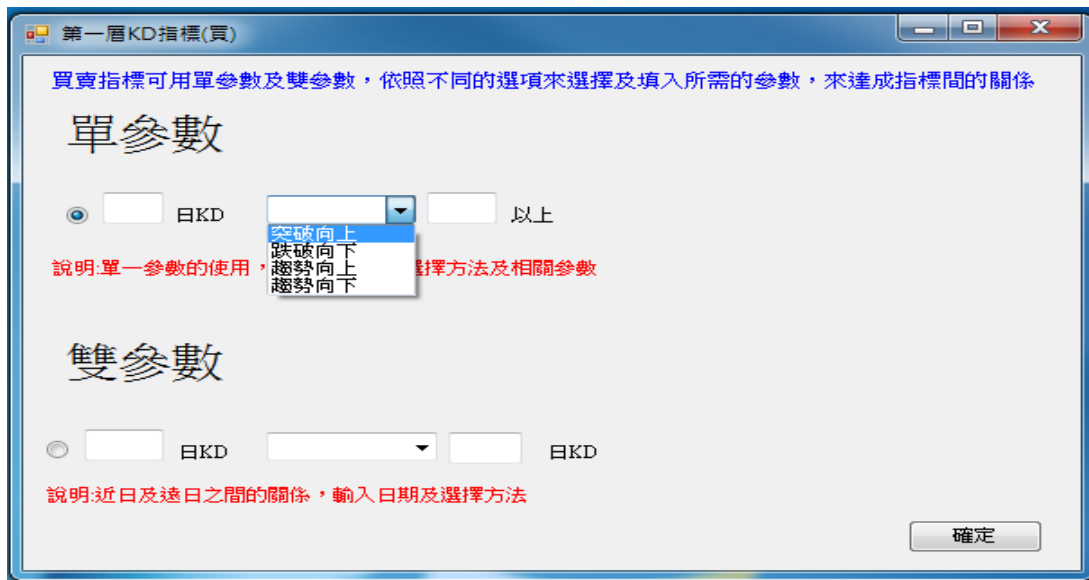 第一層KD指標(買)
買賣指標可用單參數及雙參數，依照不同的選項來選擇及填入所需的參數，來達成指標間的關係
單參數
日KD 以上
突破向上
跌破向下
趨勢向上
趨勢向下
說明:單一參數的使用， 選擇方法及相關參數
雙參數
日KD 日KD
說明:近日及遠日之間的關係，輸入日期及選擇方法
確定